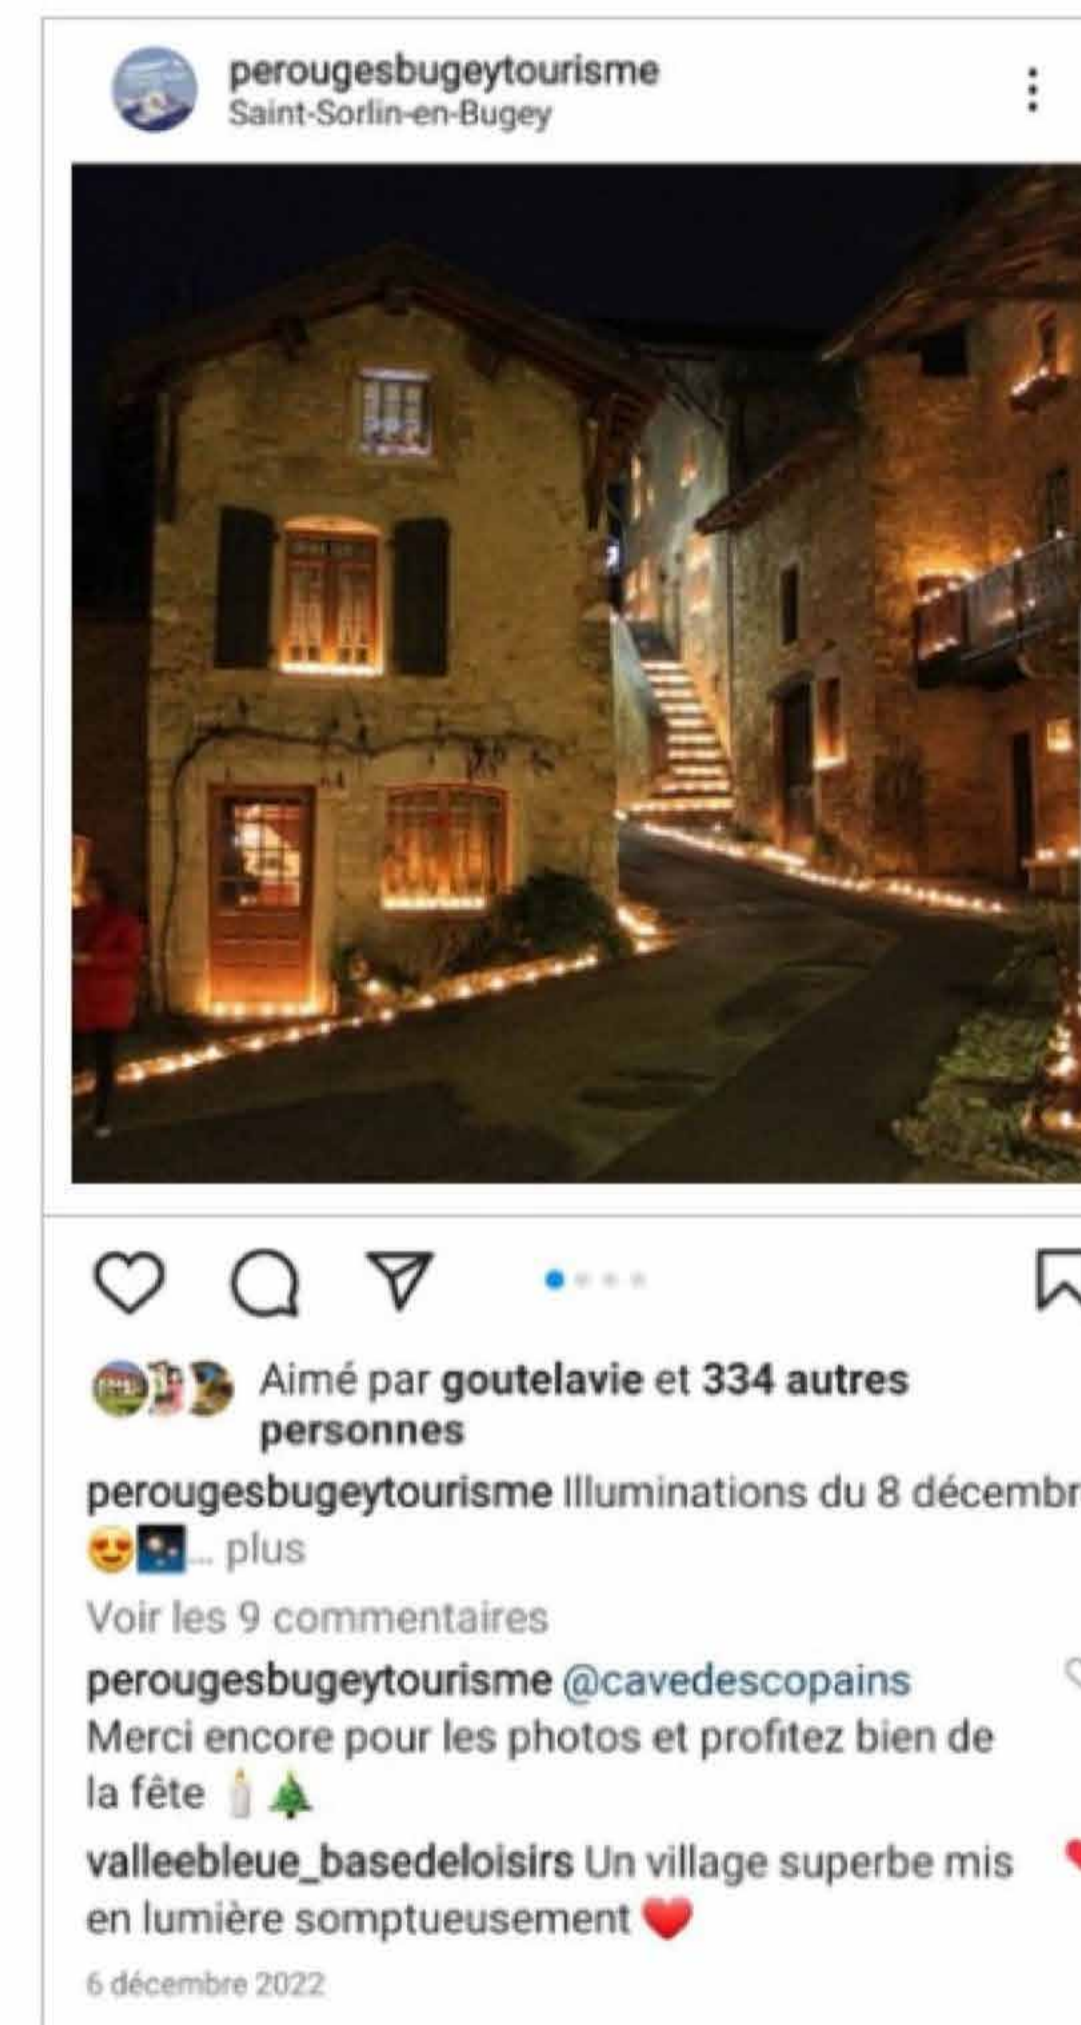 perougesbugeytourisme
Saint-Sorlin-en-Bugey
Aimé par goutelavie et 334 autres
personnes
perougesbugeytourisme Illuminations du 8 décembr
😍🌌... plus
Voir les 9 commentaires
perougesbugeytourisme @cavedescopains
Merci encore pour les photos et profitez bien de
la fête 🕯️🎄
valleebleue_basedeloisirs Un village superbe mis
en lumière somptueusement ❤️
6 décembre 2022